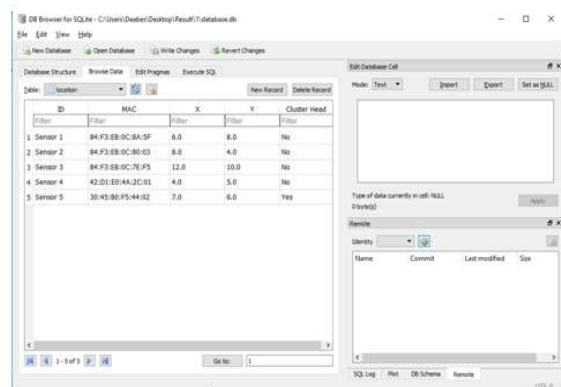 DB Browser for SQLite - C:\Users\Deabes\Desktop\Result\1\database.db
File Edit View Help
New Database Open Database Write Changes Revert Changes
Database Structure Browse Data Edit Pragmas Execute SQL
Table: location New Record Delete Record
ID MAC X Y Cluster Head
Filter Filter Filter Filter Filter
1 Sensor 1 84:F3:EB:0C:8A:5F 6.0 8.0 No
2 Sensor 2 84:F3:EB:0C:80:03 8.0 4.0 No
3 Sensor 3 84:F3:EB:0C:7E:F5 12.0 10.0 No
4 Sensor 4 42:D1:E0:4A:2C:01 4.0 5.0 No
5 Sensor 5 30:45:80:F5:44:02 7.0 6.0 Yes
1 - 5 of 5 Go to: 1
Edit Database Cell
Mode: Text Import Export Set as NULL
Type of data currently in cell: NULL
0 byte(s)
Apply
Remote
Identity
Name Commit Last modified Size
SQL Log Plot DB Schema Remote